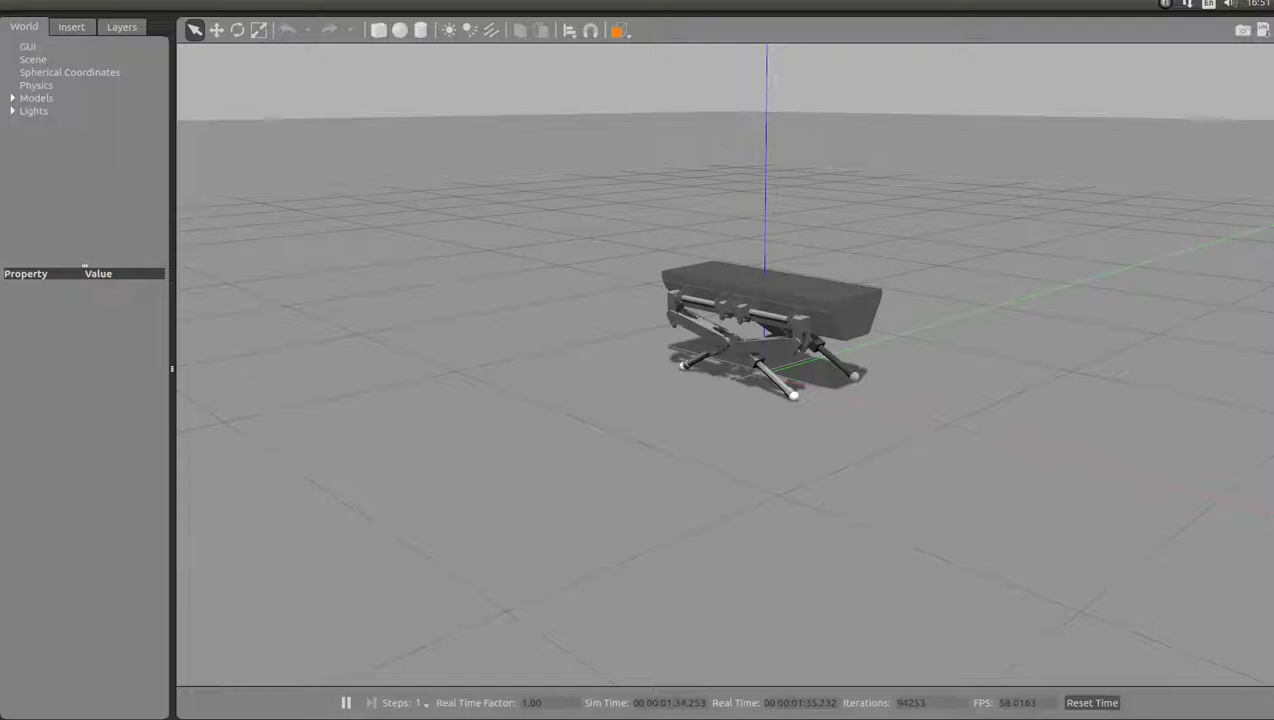 En 16:51
World Insert Layers
GUI
Scene
Spherical Coordinates
Physics
Models
Lights
Property Value
Steps: 1 Real Time Factor: 1.00 Sim Time: 00 00:01:34.253 Real Time: 00 00:01:35.232 Iterations: 94253 FPS: 58.0163 Reset Time